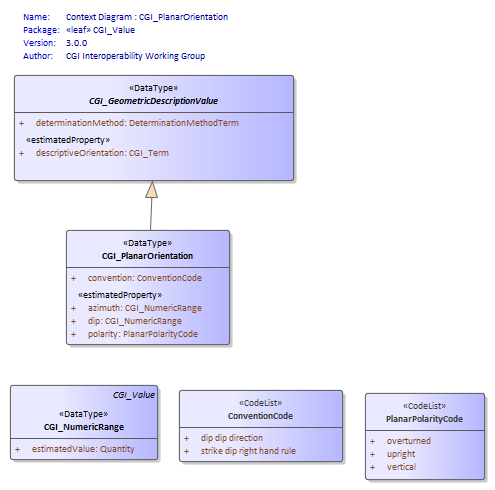 Name: Context Diagram : CGI_PlanarOrientation
Package: «leaf» CGI_Value
Version: 3.0.0
Author: CGI Interoperability Working Group
«DataType»
CGI_GeometricDescriptionValue
+ determinationMethod: DeterminationMethodTerm
«estimatedProperty»
+ descriptiveOrientation: CGI_Term
«DataType»
CGI_PlanarOrientation
+ convention: ConventionCode
«estimatedProperty»
+ azimuth: CGI_NumericRange
+ dip: CGI_NumericRange
+ polarity: PlanarPolarityCode
CGI_Value
«DataType»
CGI_NumericRange
+ estimatedValue: Quantity
«CodeList»
ConventionCode
+ dip dip direction
+ strike dip right hand rule
«CodeList»
PlanarPolarityCode
+ overturned
+ upright
+ vertical